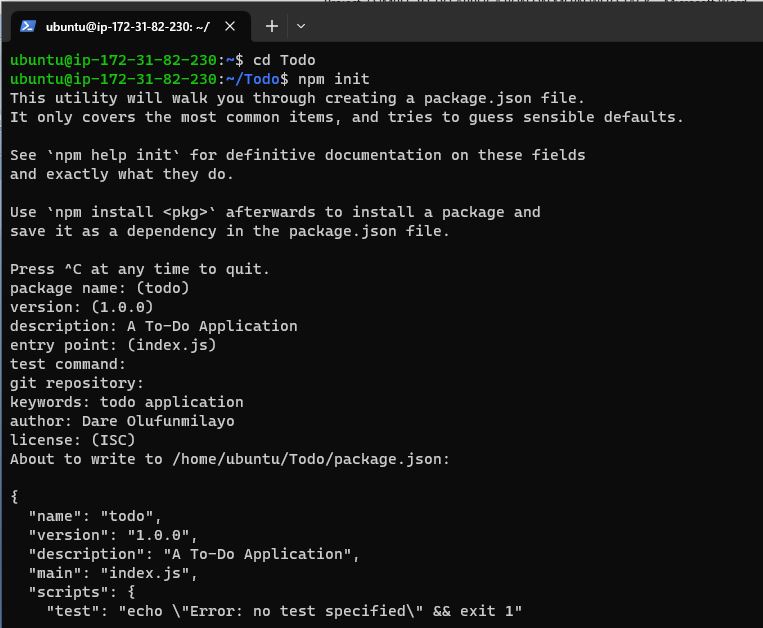 ubuntu@ip-172-31-82-230: ~/
ubuntu@ip-172-31-82-230:~$ cd Todo
ubuntu@ip-172-31-82-230:~/Todo$ npm init
This utility will walk you through creating a package.json file.
It only covers the most common items, and tries to guess sensible defaults.

See `npm help init` for definitive documentation on these fields
and exactly what they do.

Use `npm install <pkg>` afterwards to install a package and
save it as a dependency in the package.json file.

Press ^C at any time to quit.
package name: (todo)
version: (1.0.0)
description: A To-Do Application
entry point: (index.js)
test command:
git repository:
keywords: todo application
author: Dare Olufunmilayo
license: (ISC)
About to write to /home/ubuntu/Todo/package.json:

{
  "name": "todo",
  "version": "1.0.0",
  "description": "A To-Do Application",
  "main": "index.js",
  "scripts": {
    "test": "echo \"Error: no test specified\" && exit 1"